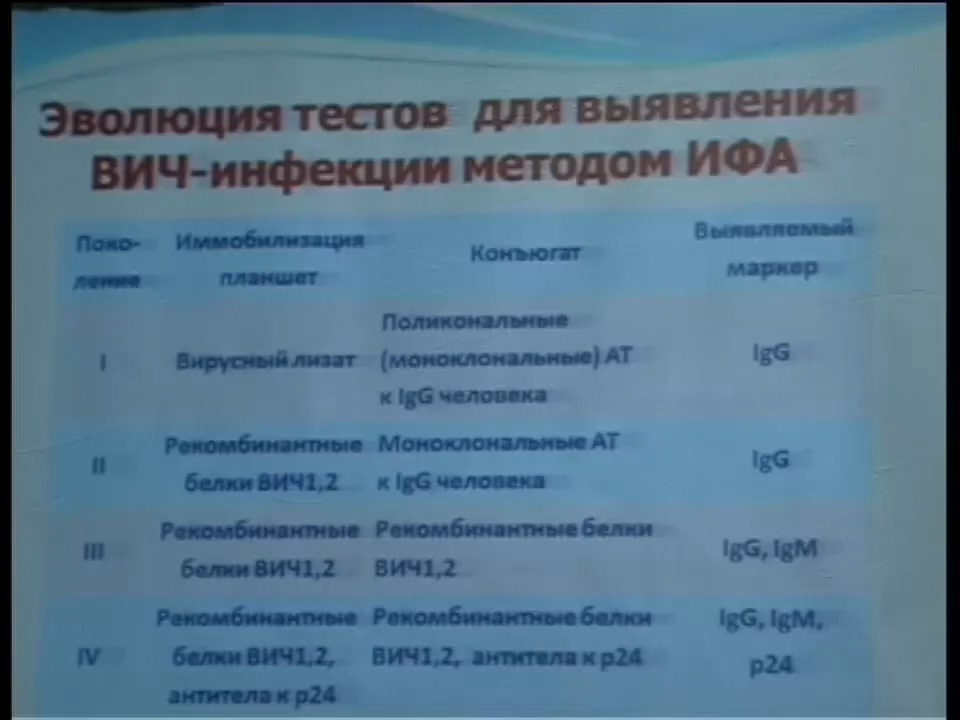 Эволюция тестов для выявления
ВИЧ-инфекции методом ИФА
Поко-
ление
Иммобилизация
планшет
Конъюгат
Выявляемый
маркер
I
Вирусный лизат
Поликональные
(моноклональные) АТ
к IgG человека
IgG
II
Рекомбинантные
белки ВИЧ1,2
Моноклональные АТ
к IgG человека
IgG
III
Рекомбинантные
белки ВИЧ1,2
Рекомбинантные белки
ВИЧ1,2
IgG, IgM
IV
Рекомбинантные
белки ВИЧ1,2,
антитела к p24
Рекомбинантные белки
ВИЧ1,2, антитела к p24
IgG, IgM,
p24